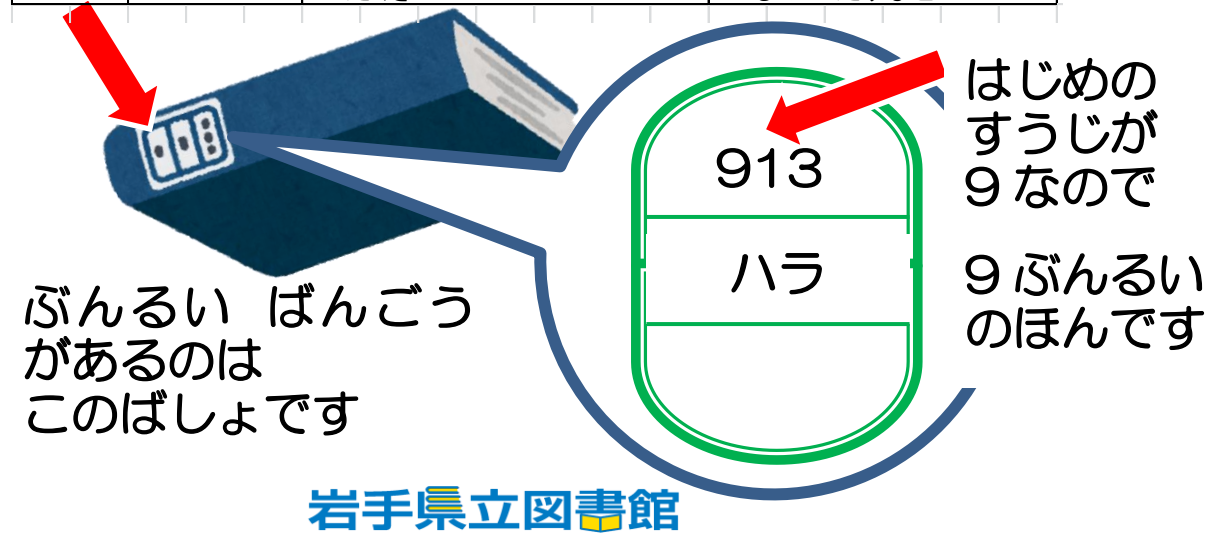 ぶんるい ばんごう
があるのは
このばしょです
913
ハラ
はじめの
すうじが
9なので
9ぶんるい
のほんです
岩手県立図書館